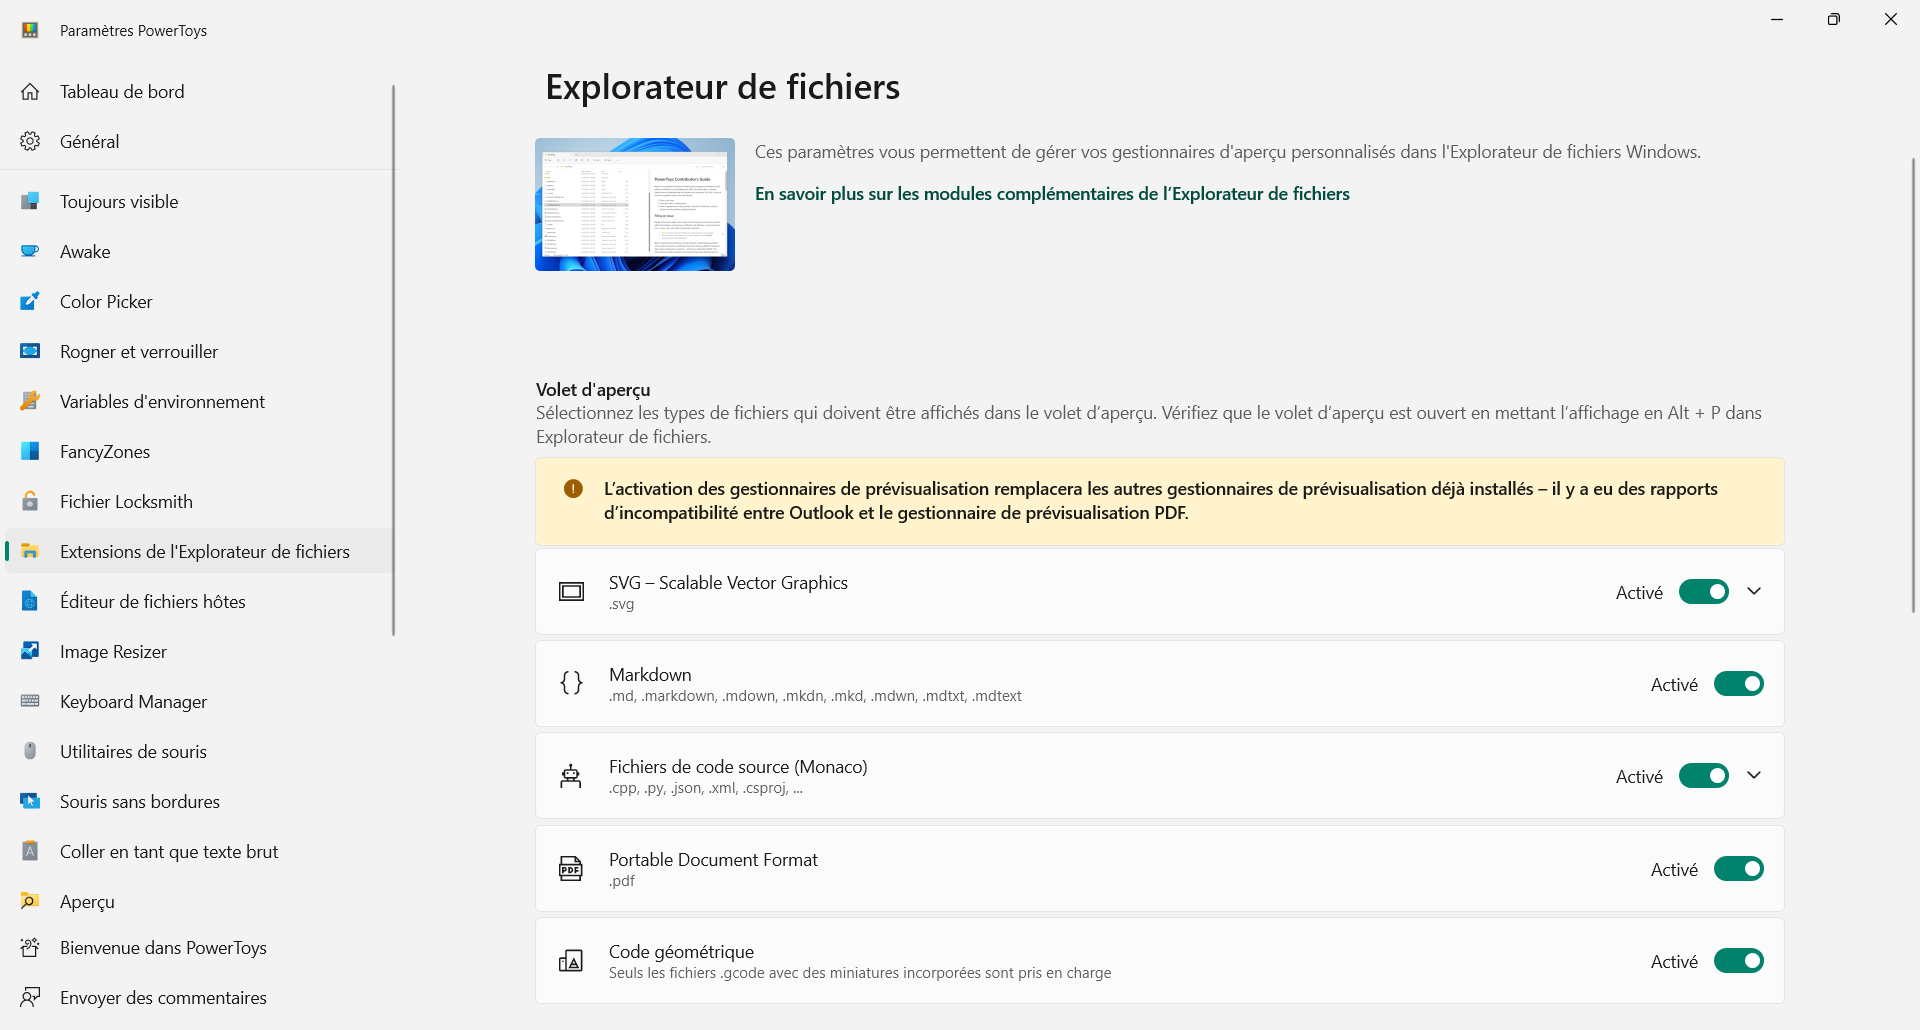 Paramètres PowerToys
Tableau de bord
Général
Toujours visible
Awake
Color Picker
Rogner et verrouiller
Variables d'environnement
FancyZones
Fichier Locksmith
Extensions de l'Explorateur de fichiers
Éditeur de fichiers hôtes
Image Resizer
Keyboard Manager
Utilitaires de souris
Souris sans bordures
Coller en tant que texte brut
Aperçu
Bienvenue dans PowerToys
Envoyer des commentaires
Explorateur de fichiers
PowerToys Contributor's Guide
Ces paramètres vous permettent de gérer vos gestionnaires d'aperçu personnalisés dans l'Explorateur de fichiers Windows.
En savoir plus sur les modules complémentaires de l’Explorateur de fichiers
Volet d'aperçu
Sélectionnez les types de fichiers qui doivent être affichés dans le volet d’aperçu. Vérifiez que le volet d’aperçu est ouvert en mettant l’affichage en Alt + P dans
Explorateur de fichiers.
L’activation des gestionnaires de prévisualisation remplacera les autres gestionnaires de prévisualisation déjà installés – il y a eu des rapports
d’incompatibilité entre Outlook et le gestionnaire de prévisualisation PDF.
SVG – Scalable Vector Graphics
.svg
Activé
Markdown
.md, .markdown, .mdown, .mkdn, .mkd, .mdwn, .mdtxt, .mdtext
Activé
Fichiers de code source (Monaco)
.cpp, .py, .json, .xml, .csproj, ...
Activé
PDF
Portable Document Format
.pdf
Activé
Code géométrique
Seuls les fichiers .gcode avec des miniatures incorporées sont pris en charge
Activé